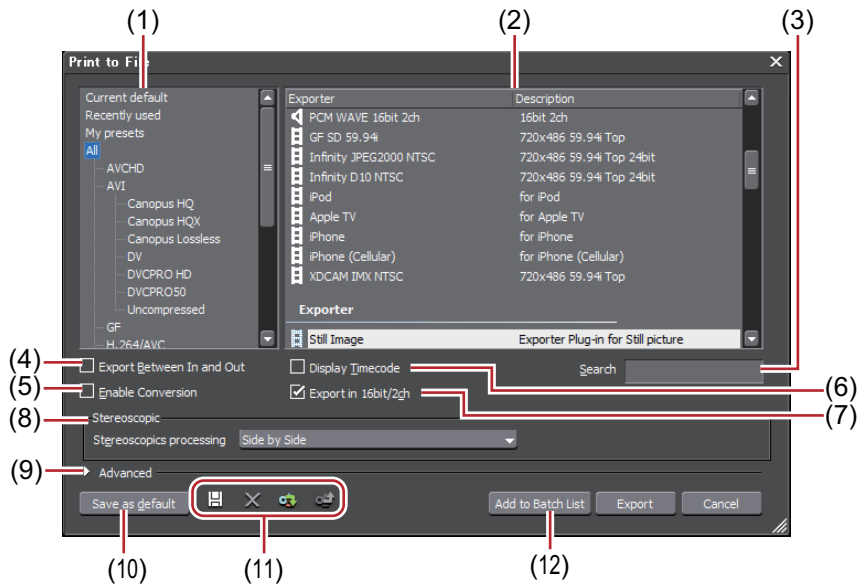 (1)
(2)
(3)
Print to File
Current default
Recently used
My presets
All
AVCHD
AVI
Canopus HQ
Canopus HQX
Canopus Lossless
DV
DVCPRO HD
DVCPRO50
Uncompressed
GF
H.264/AVC
Exporter Description
PCM WAVE 16bit 2ch 16bit 2ch
GF SD 59.94i 720x486 59.94i Top
Infinity JPEG2000 NTSC 720x486 59.94i Top 24bit
Infinity D10 NTSC 720x486 59.94i Top 24bit
iPod for iPod
Apple TV for Apple TV
iPhone for iPhone
iPhone (Cellular) for iPhone (Cellular)
XDCAM IMX NTSC 720x486 59.94i Top
Exporter
Still Image Exporter Plug-in for Still picture
(4) Export Between In and Out
Display Timecode
Search
(5) Enable Conversion
Export in 16bit/2ch
(6)
(7)
(8) Stereoscopic
Stereoscopics processing Side by Side
(9) Advanced
Save as default
Add to Batch List
Export
Cancel
(10)
(11)
(12)